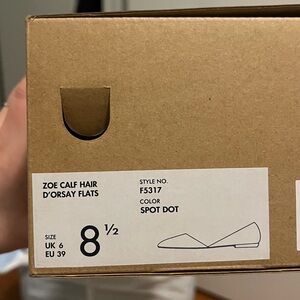 ZOE CALF HAIR
D'ORSAY FLATS
STYLE NO.
F5317
COLOR
SPOT DOT
SIZE
UK 6
EU 39
8 1/2